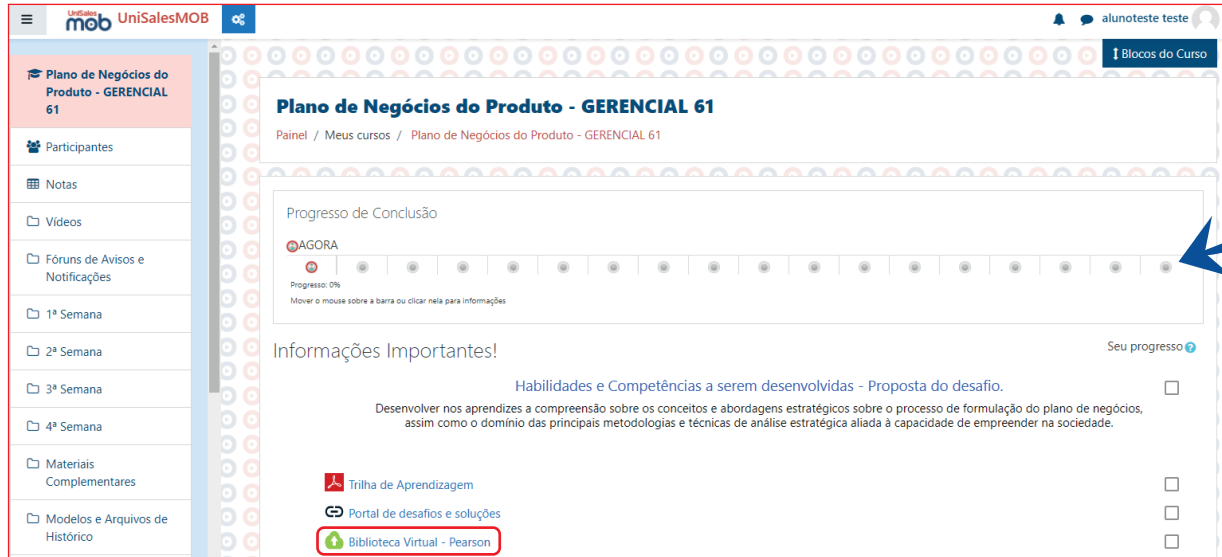 UniSales
mob UniSalesMOB
alunoteste teste
Blocos do Curso
Plano de Negócios do
Produto - GERENCIAL
61
Participantes
Notas
Vídeos
Fóruns de Avisos e
Notificações
1ª Semana
2ª Semana
3ª Semana
4ª Semana
Materiais
Complementares
Modelos e Arquivos de
Histórico
Plano de Negócios do Produto - GERENCIAL 61
Painel / Meus cursos / Plano de Negócios do Produto - GERENCIAL 61
Progresso de Conclusão
AGORA
Progresso: 0%
Mover o mouse sobre a barra ou clicar nela para informações
Informações Importantes!
Seu progresso
Habilidades e Competências a serem desenvolvidas - Proposta do desafio.
Desenvolver nos aprendizes a compreensão sobre os conceitos e abordagens estratégicos sobre o processo de formulação do plano de negócios,
assim como o domínio das principais metodologias e técnicas de análise estratégica aliada à capacidade de empreender na sociedade.
Trilha de Aprendizagem
Portal de desafios e soluções
Biblioteca Virtual - Pearson